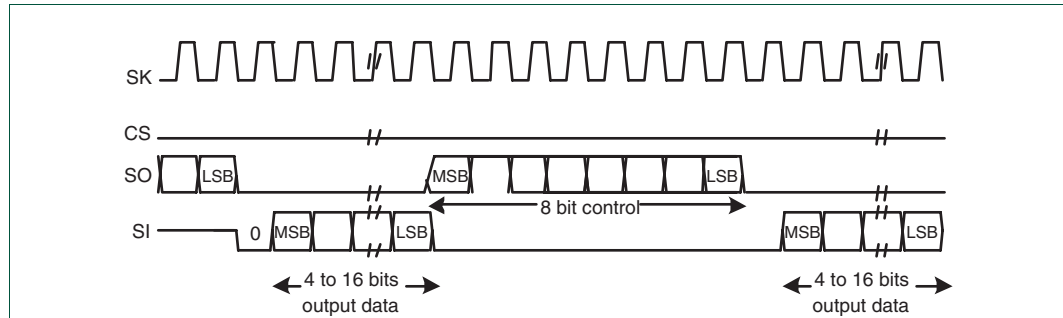 SK
CS
SO LSB MSB LSB
8 bit control
SI 0 MSB LSB MSB LSB
4 to 16 bits 4 to 16 bits
output data output data